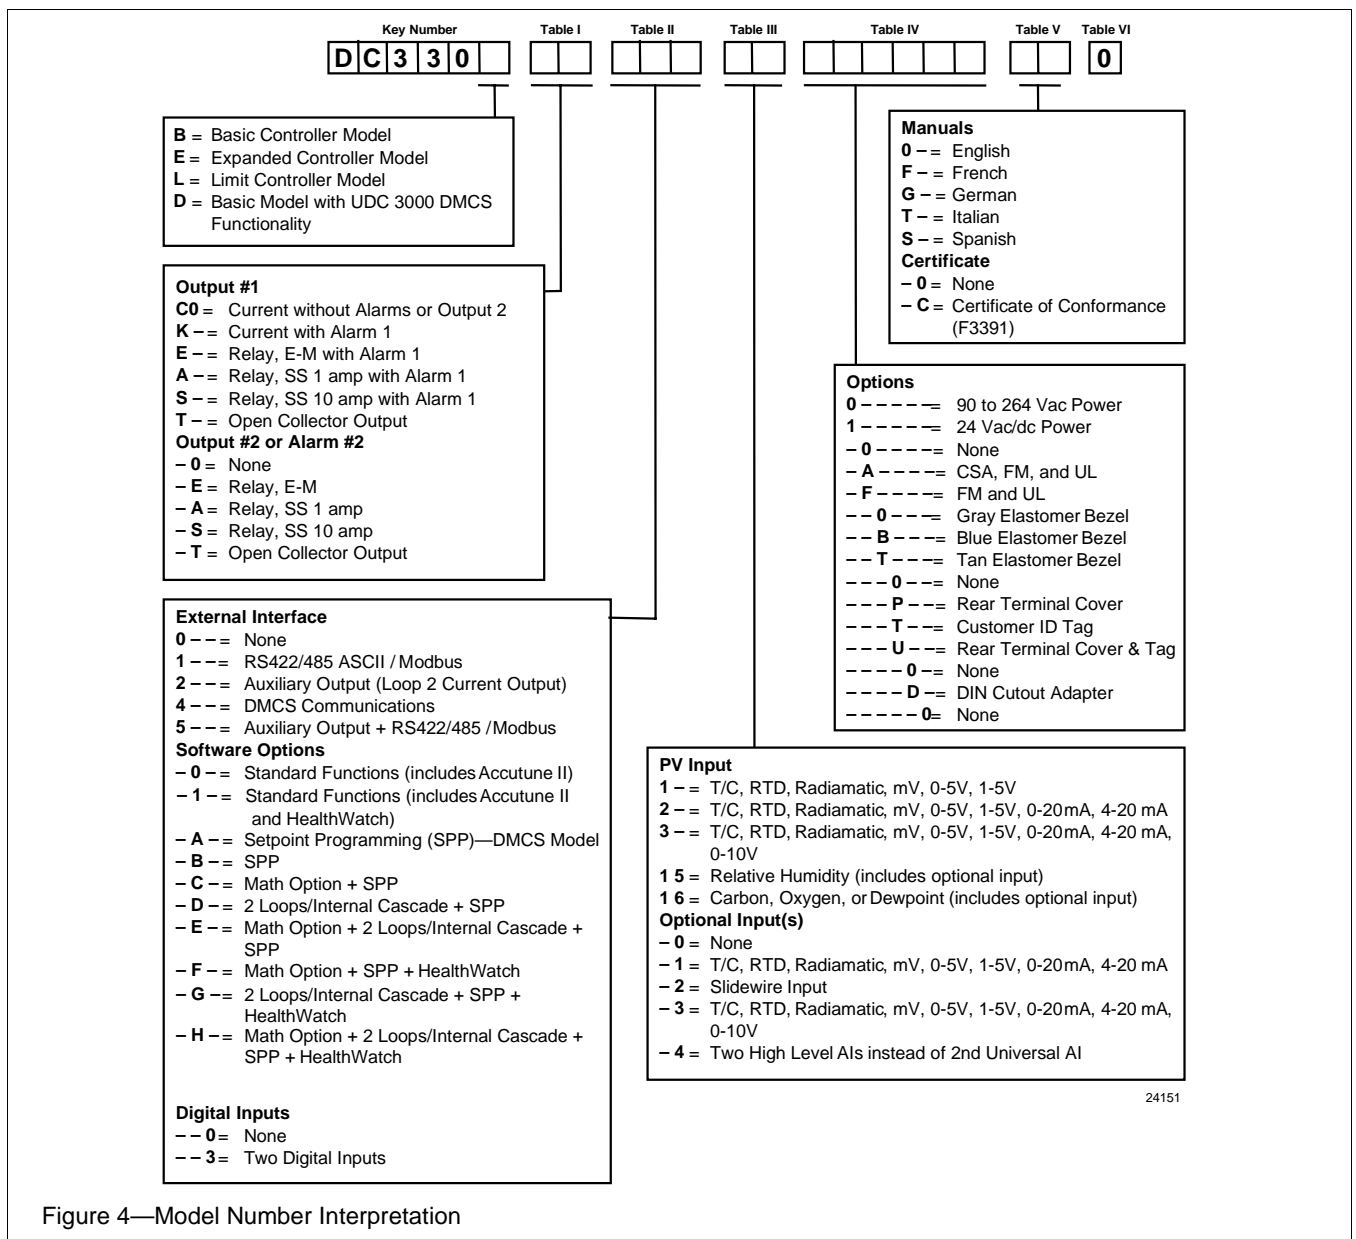 Key Number Table I Table II Table III Table IV Table V Table VI
D C 3 3 0 0
B = Basic Controller Model
E = Expanded Controller Model
L = Limit Controller Model
D = Basic Model with UDC 3000 DMCS
Functionality
Manuals
0 – = English
F – = French
G – = German
T – = Italian
S – = Spanish
Certificate
– 0 = None
– C = Certificate of Conformance
(F3391)
Output #1
C0 = Current without Alarms or Output 2
K – = Current with Alarm 1
E – = Relay, E-M with Alarm 1
A – = Relay, SS 1 amp with Alarm 1
S – = Relay, SS 10 amp with Alarm 1
T – = Open Collector Output
Output #2 or Alarm #2
– 0 = None
– E = Relay, E-M
– A = Relay, SS 1 amp
– S = Relay, SS 10 amp
– T = Open Collector Output
Options
0 – – – – – = 90 to 264 Vac Power
1 – – – – – = 24 Vac/dc Power
– 0 – – – – = None
– A – – – – = CSA, FM, and UL
– F – – – – = FM and UL
– – 0 – – – = Gray Elastomer Bezel
– – B – – – = Blue Elastomer Bezel
– – T – – – = Tan Elastomer Bezel
– – – 0 – – = None
– – – P – – = Rear Terminal Cover
– – – T – – = Customer ID Tag
– – – U – – = Rear Terminal Cover & Tag
– – – – 0 – = None
– – – – D – = DIN Cutout Adapter
– – – – – 0 = None
External Interface
0 – – = None
1 – – = RS422/485 ASCII / Modbus
2 – – = Auxiliary Output (Loop 2 Current Output)
4 – – = DMCS Communications
5 – – = Auxiliary Output + RS422/485 /Modbus
Software Options
– 0 – = Standard Functions (includes Accutune II)
– 1 – = Standard Functions (includes Accutune II
and HealthWatch)
– A – = Setpoint Programming (SPP)—DMCS Model
– B – = SPP
– C – = Math Option + SPP
– D – = 2 Loops/Internal Cascade + SPP
– E – = Math Option + 2 Loops/Internal Cascade +
SPP
– F – = Math Option + SPP + HealthWatch
– G – = 2 Loops/Internal Cascade + SPP +
HealthWatch
– H – = Math Option + 2 Loops/Internal Cascade +
SPP + HealthWatch
Digital Inputs
– – 0 = None
– – 3 = Two Digital Inputs
PV Input
1 – = T/C, RTD, Radiamatic, mV, 0-5V, 1-5V
2 – = T/C, RTD, Radiamatic, mV, 0-5V, 1-5V, 0-20mA, 4-20 mA
3 – = T/C, RTD, Radiamatic, mV, 0-5V, 1-5V, 0-20mA, 4-20 mA,
0-10V
1 5 = Relative Humidity (includes optional input)
1 6 = Carbon, Oxygen, or Dewpoint (includes optional input)
Optional Input(s)
– 0 = None
– 1 = T/C, RTD, Radiamatic, mV, 0-5V, 1-5V, 0-20mA, 4-20 mA
– 2 = Slidewire Input
– 3 = T/C, RTD, Radiamatic, mV, 0-5V, 1-5V, 0-20mA, 4-20 mA,
0-10V
– 4 = Two High Level AIs instead of 2nd Universal AI
24151
Figure 4—Model Number Interpretation